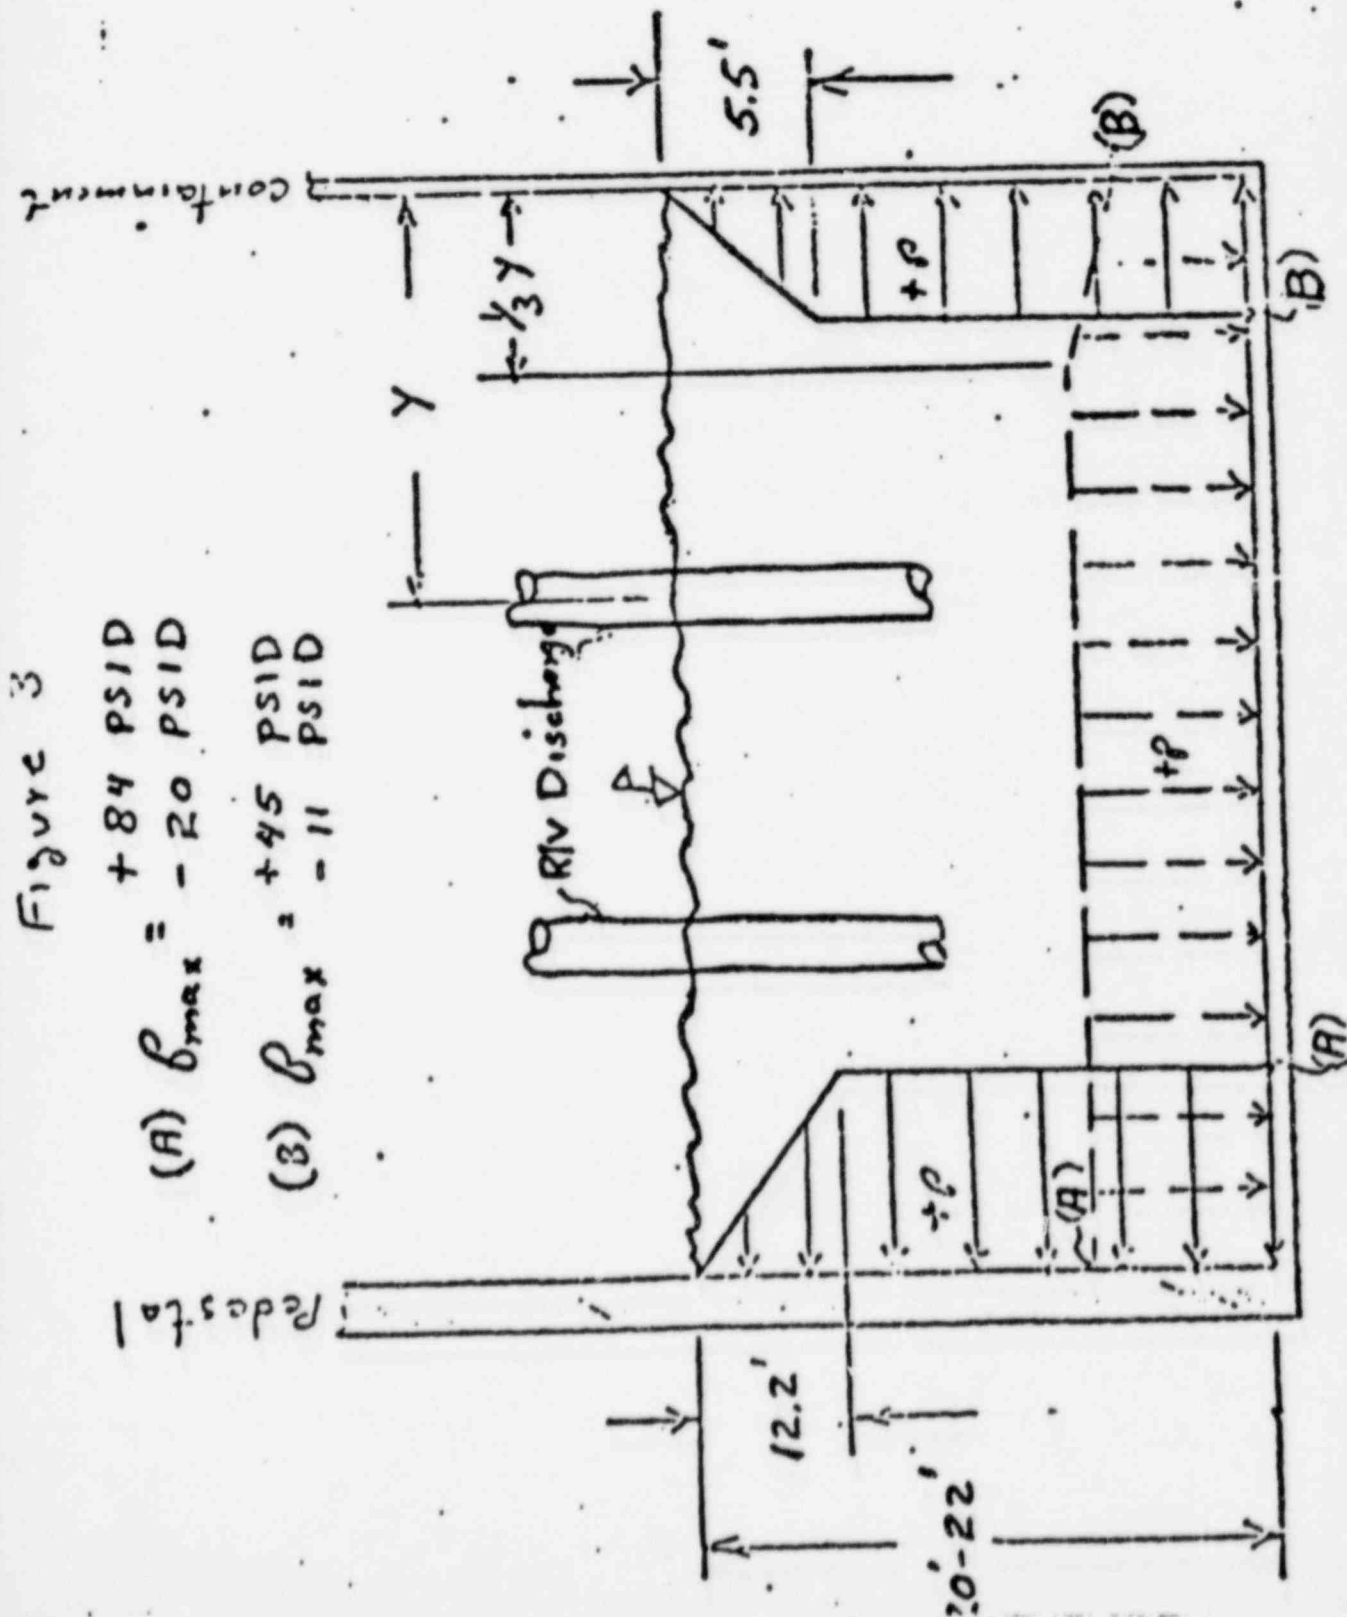 Figure 3
(A) Pmax = + 84 PSID
- 20 PSID
(B) Pmax = +45 PSID
- 11 PSID
Containment
Pedestal
Y
⅓Y
R/V Discharge
5.5'
12.2'
20'-22'
+P
+P
+P
(A)
(A)
(B)
(B)